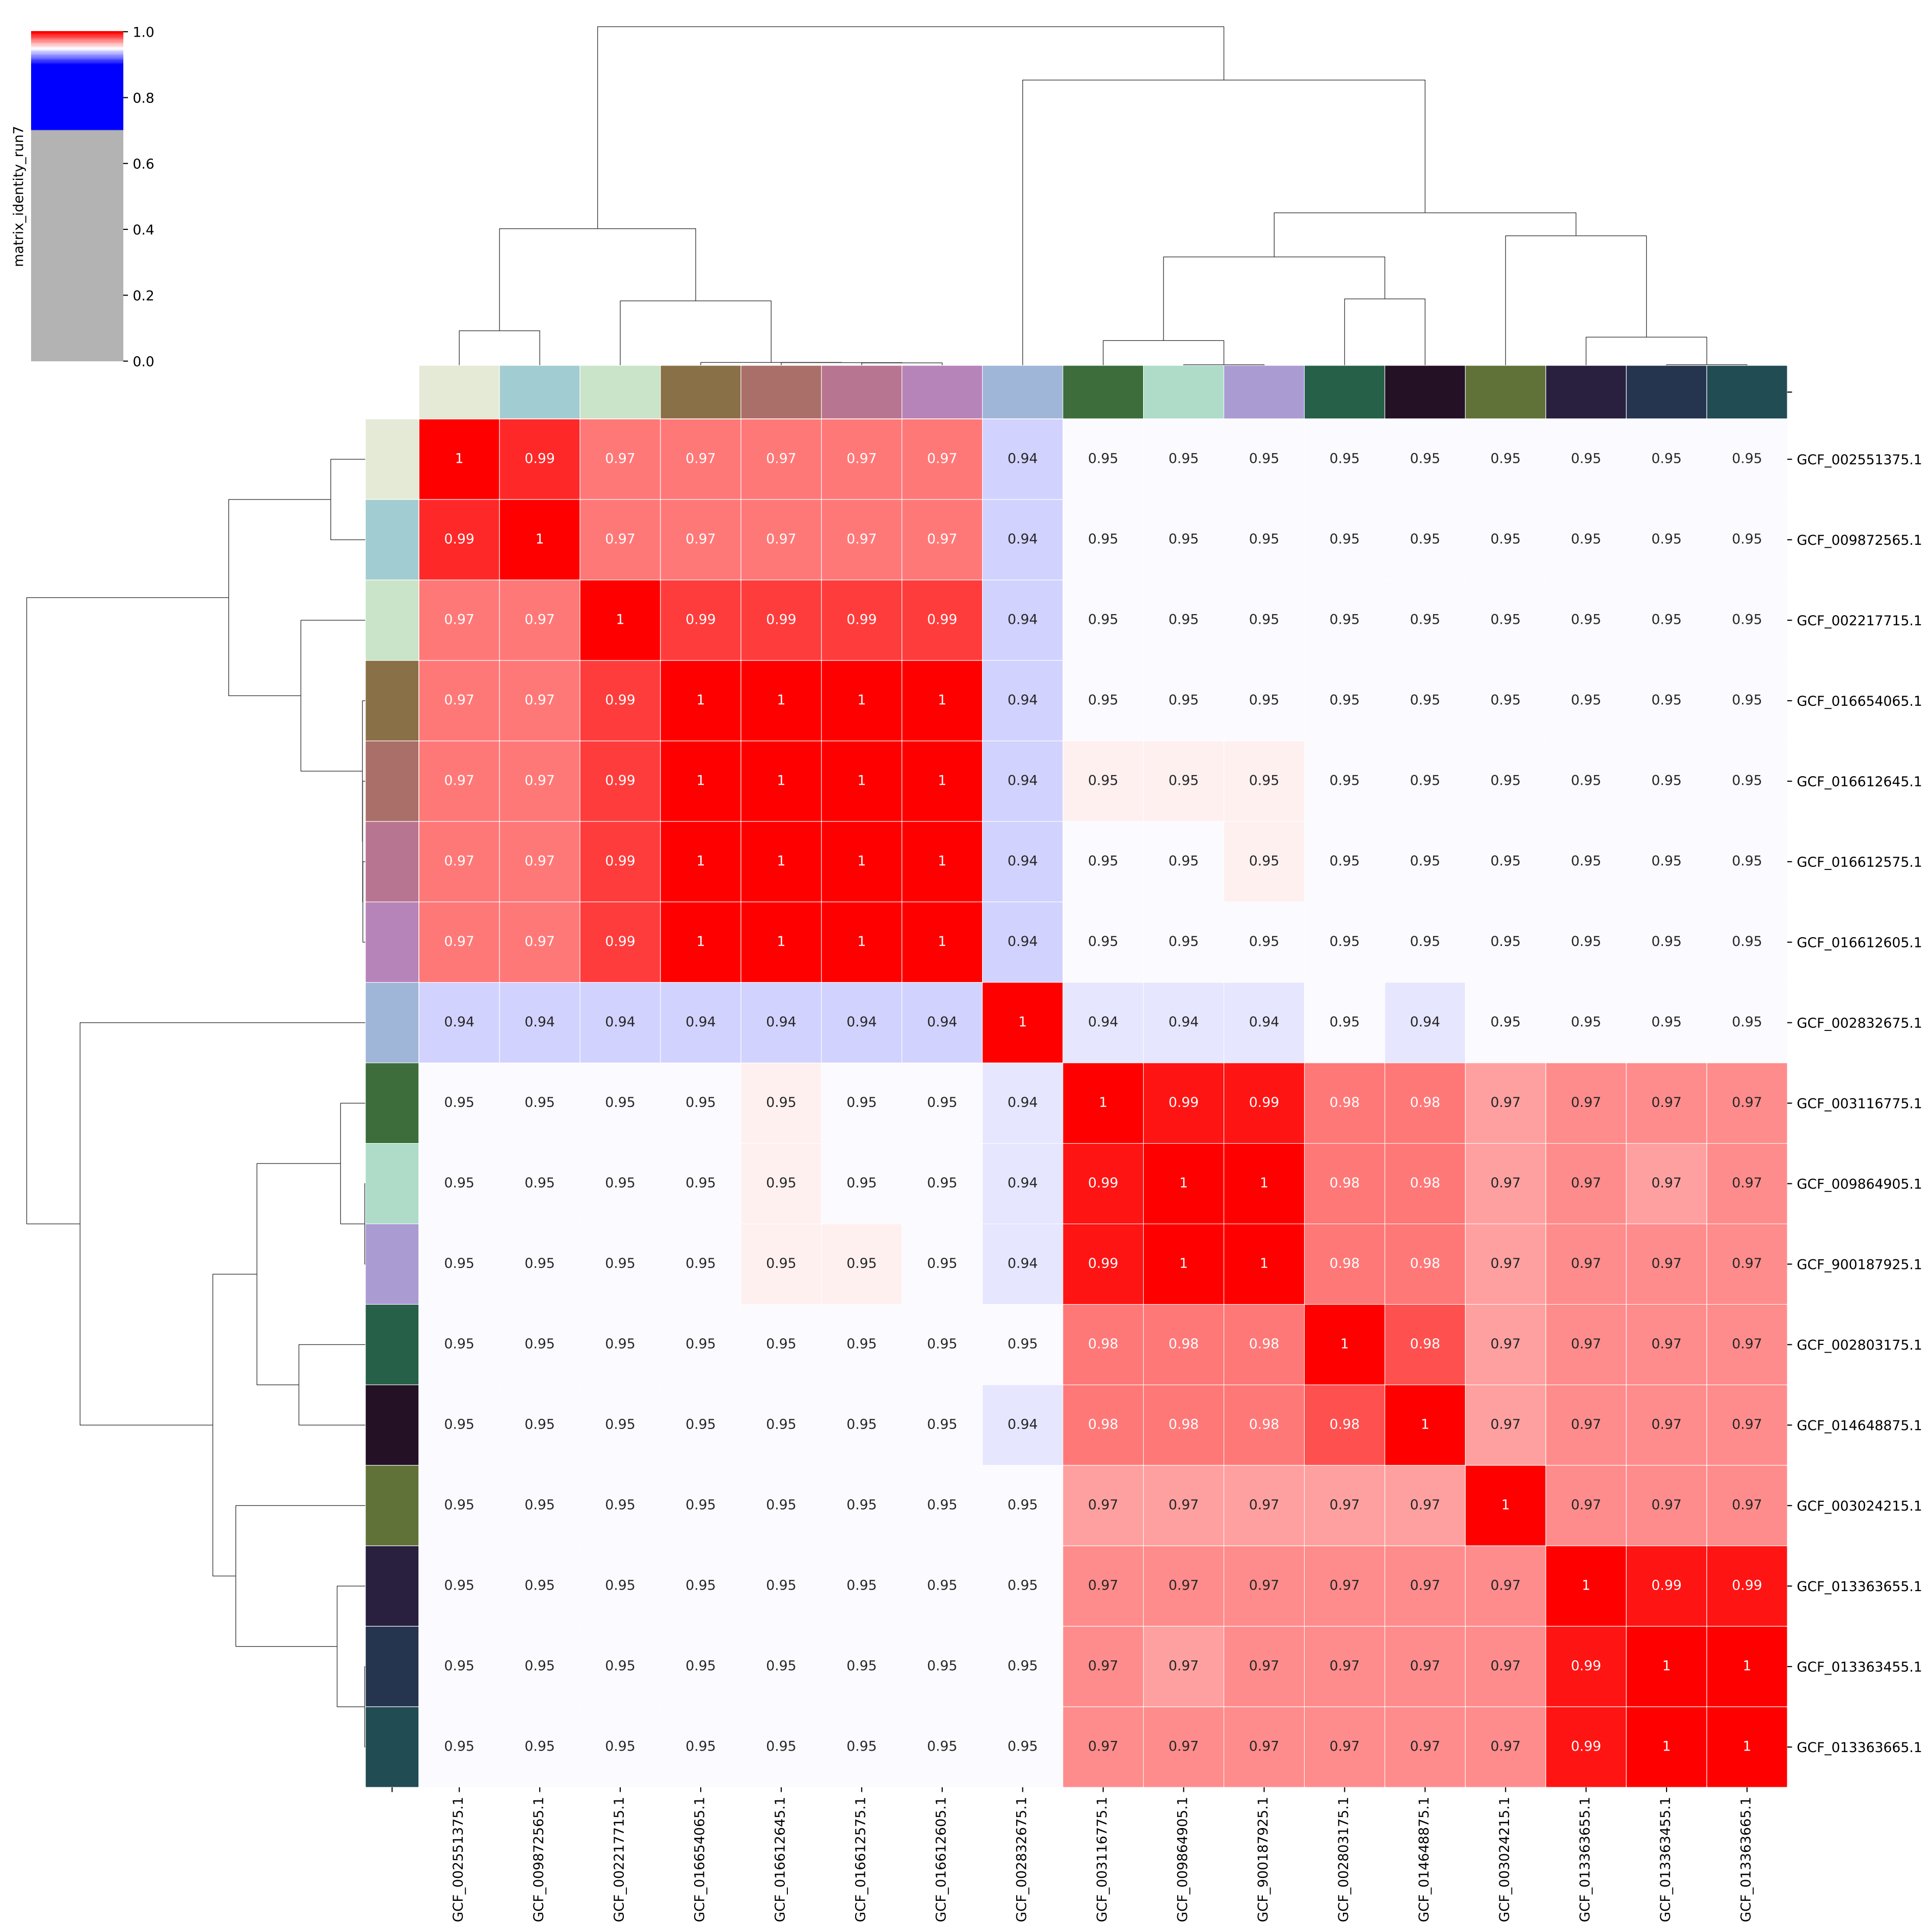 matrix_identity_run7
1.0
0.8
0.6
0.4
0.2
0.0
1 0.99 0.97 0.97 0.97 0.97 0.97 0.94 0.95 0.95 0.95 0.95 0.95 0.95 0.95 0.95 0.95 GCF_002551375.1
0.99 1 0.97 0.97 0.97 0.97 0.97 0.94 0.95 0.95 0.95 0.95 0.95 0.95 0.95 0.95 0.95 GCF_009872565.1
0.97 0.97 1 0.99 0.99 0.99 0.99 0.94 0.95 0.95 0.95 0.95 0.95 0.95 0.95 0.95 0.95 GCF_002217715.1
0.97 0.97 0.99 1 1 1 1 0.94 0.95 0.95 0.95 0.95 0.95 0.95 0.95 0.95 0.95 GCF_016654065.1
0.97 0.97 0.99 1 1 1 1 0.94 0.95 0.95 0.95 0.95 0.95 0.95 0.95 0.95 0.95 GCF_016612645.1
0.97 0.97 0.99 1 1 1 1 0.94 0.95 0.95 0.95 0.95 0.95 0.95 0.95 0.95 0.95 GCF_016612575.1
0.97 0.97 0.99 1 1 1 1 0.94 0.95 0.95 0.95 0.95 0.95 0.95 0.95 0.95 0.95 GCF_016612605.1
0.94 0.94 0.94 0.94 0.94 0.94 0.94 1 0.94 0.94 0.94 0.95 0.94 0.95 0.95 0.95 0.95 GCF_002832675.1
0.95 0.95 0.95 0.95 0.95 0.95 0.95 0.94 1 0.99 0.99 0.98 0.98 0.97 0.97 0.97 0.97 GCF_003116775.1
0.95 0.95 0.95 0.95 0.95 0.95 0.95 0.94 0.99 1 1 0.98 0.98 0.97 0.97 0.97 0.97 GCF_009864905.1
0.95 0.95 0.95 0.95 0.95 0.95 0.95 0.94 0.99 1 1 0.98 0.98 0.97 0.97 0.97 0.97 GCF_900187925.1
0.95 0.95 0.95 0.95 0.95 0.95 0.95 0.95 0.98 0.98 0.98 1 0.98 0.97 0.97 0.97 0.97 GCF_002803175.1
0.95 0.95 0.95 0.95 0.95 0.95 0.95 0.94 0.98 0.98 0.98 0.98 1 0.97 0.97 0.97 0.97 GCF_014648875.1
0.95 0.95 0.95 0.95 0.95 0.95 0.95 0.95 0.97 0.97 0.97 0.97 0.97 1 0.97 0.97 0.97 GCF_003024215.1
0.95 0.95 0.95 0.95 0.95 0.95 0.95 0.95 0.97 0.97 0.97 0.97 0.97 0.97 1 0.99 0.99 GCF_013363655.1
0.95 0.95 0.95 0.95 0.95 0.95 0.95 0.95 0.97 0.97 0.97 0.97 0.97 0.97 0.99 1 1 GCF_013363455.1
0.95 0.95 0.95 0.95 0.95 0.95 0.95 0.95 0.97 0.97 0.97 0.97 0.97 0.97 0.99 1 1 GCF_013363665.1
GCF_002551375.1
GCF_009872565.1
GCF_002217715.1
GCF_016654065.1
GCF_016612645.1
GCF_016612575.1
GCF_016612605.1
GCF_002832675.1
GCF_003116775.1
GCF_009864905.1
GCF_900187925.1
GCF_002803175.1
GCF_014648875.1
GCF_003024215.1
GCF_013363655.1
GCF_013363455.1
GCF_013363665.1